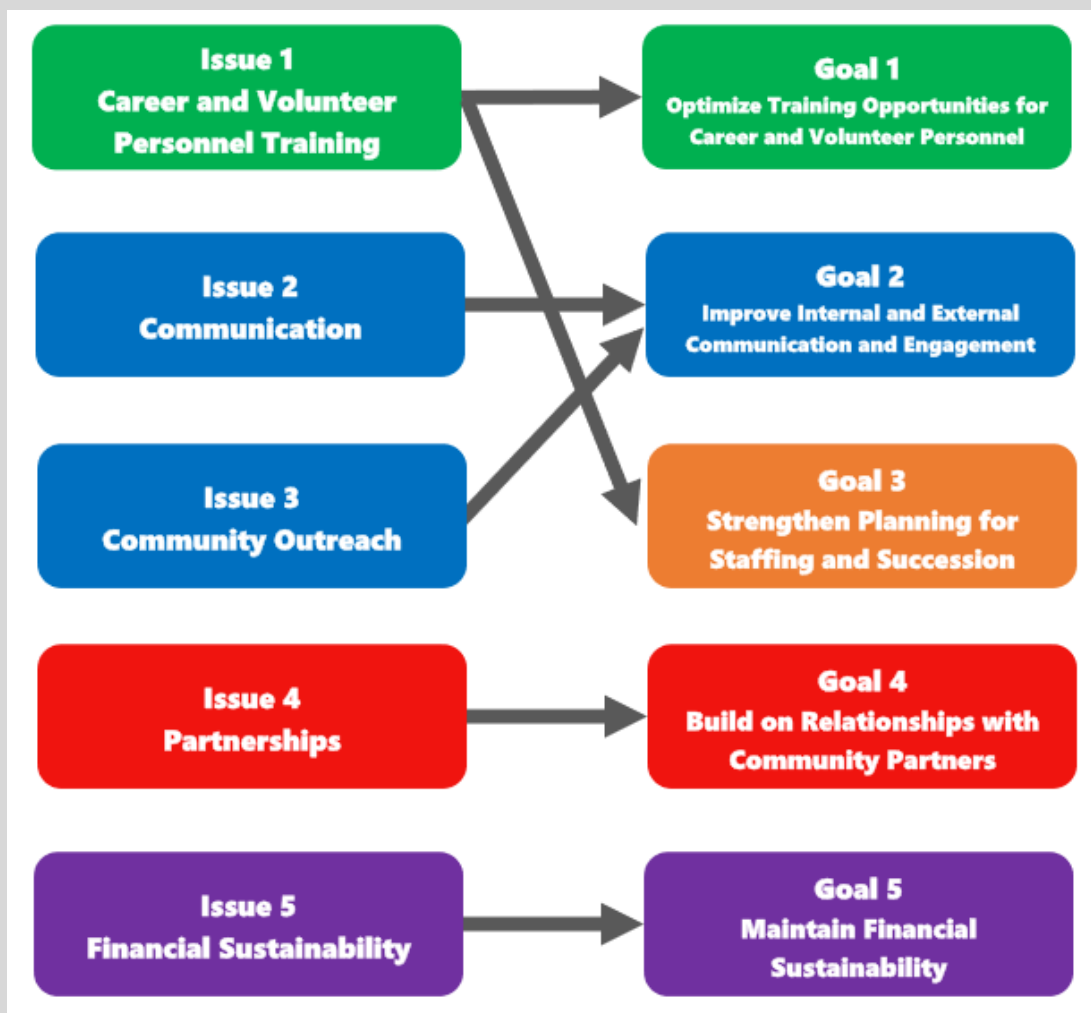 Issue 1
Career and Volunteer
Personnel Training
Goal 1
Optimize Training Opportunities for
Career and Volunteer Personnel
Issue 2
Communication
Goal 2
Improve Internal and External
Communication and Engagement
Issue 3
Community Outreach
Goal 3
Strengthen Planning for
Staffing and Succession
Issue 4
Partnerships
Goal 4
Build on Relationships with
Community Partners
Issue 5
Financial Sustainability
Goal 5
Maintain Financial
Sustainability